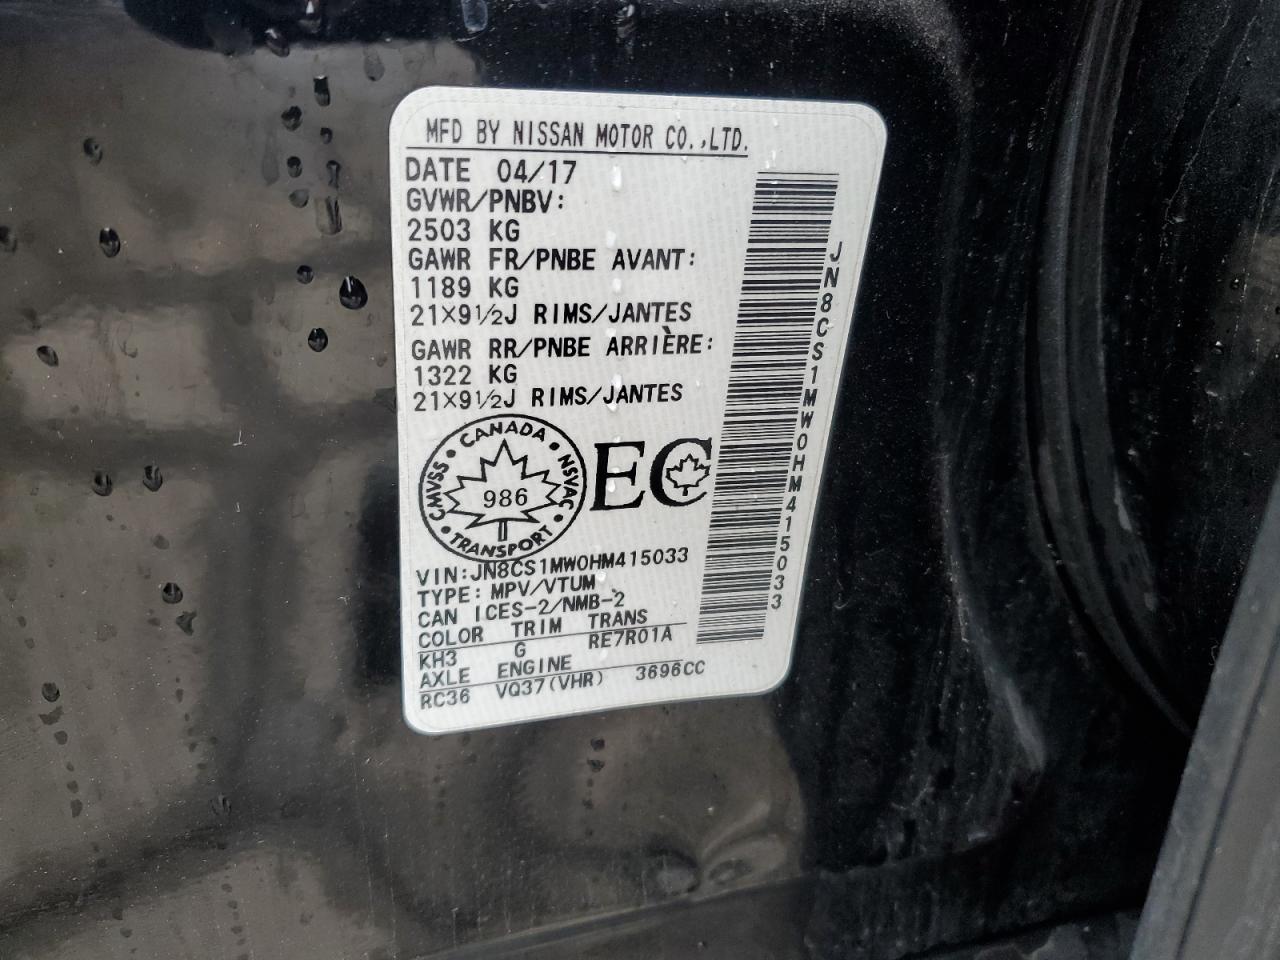 MFD BY NISSAN MOTOR CO.,LTD.
DATE 04/17
GVWR/PNBV:
2503 KG
GAWR FR/PNBE AVANT:
1189 KG
21×9½J RIMS/JANTES
GAWR RR/PNBE ARRIÈRE:
1322 KG
21×9½J RIMS/JANTES
CMVSS • CANADA • NSVAC • TRANSPORT •
986
EC
VIN:JN8CS1MW0HM415033
TYPE: MPV/VTUM
CAN ICES-2/NMB-2
COLOR TRIM TRANS
KH3 G RE7R01A
AXLE ENGINE
RC36 VQ37(VHR) 3696CC
JN8CS1MW0HM415033